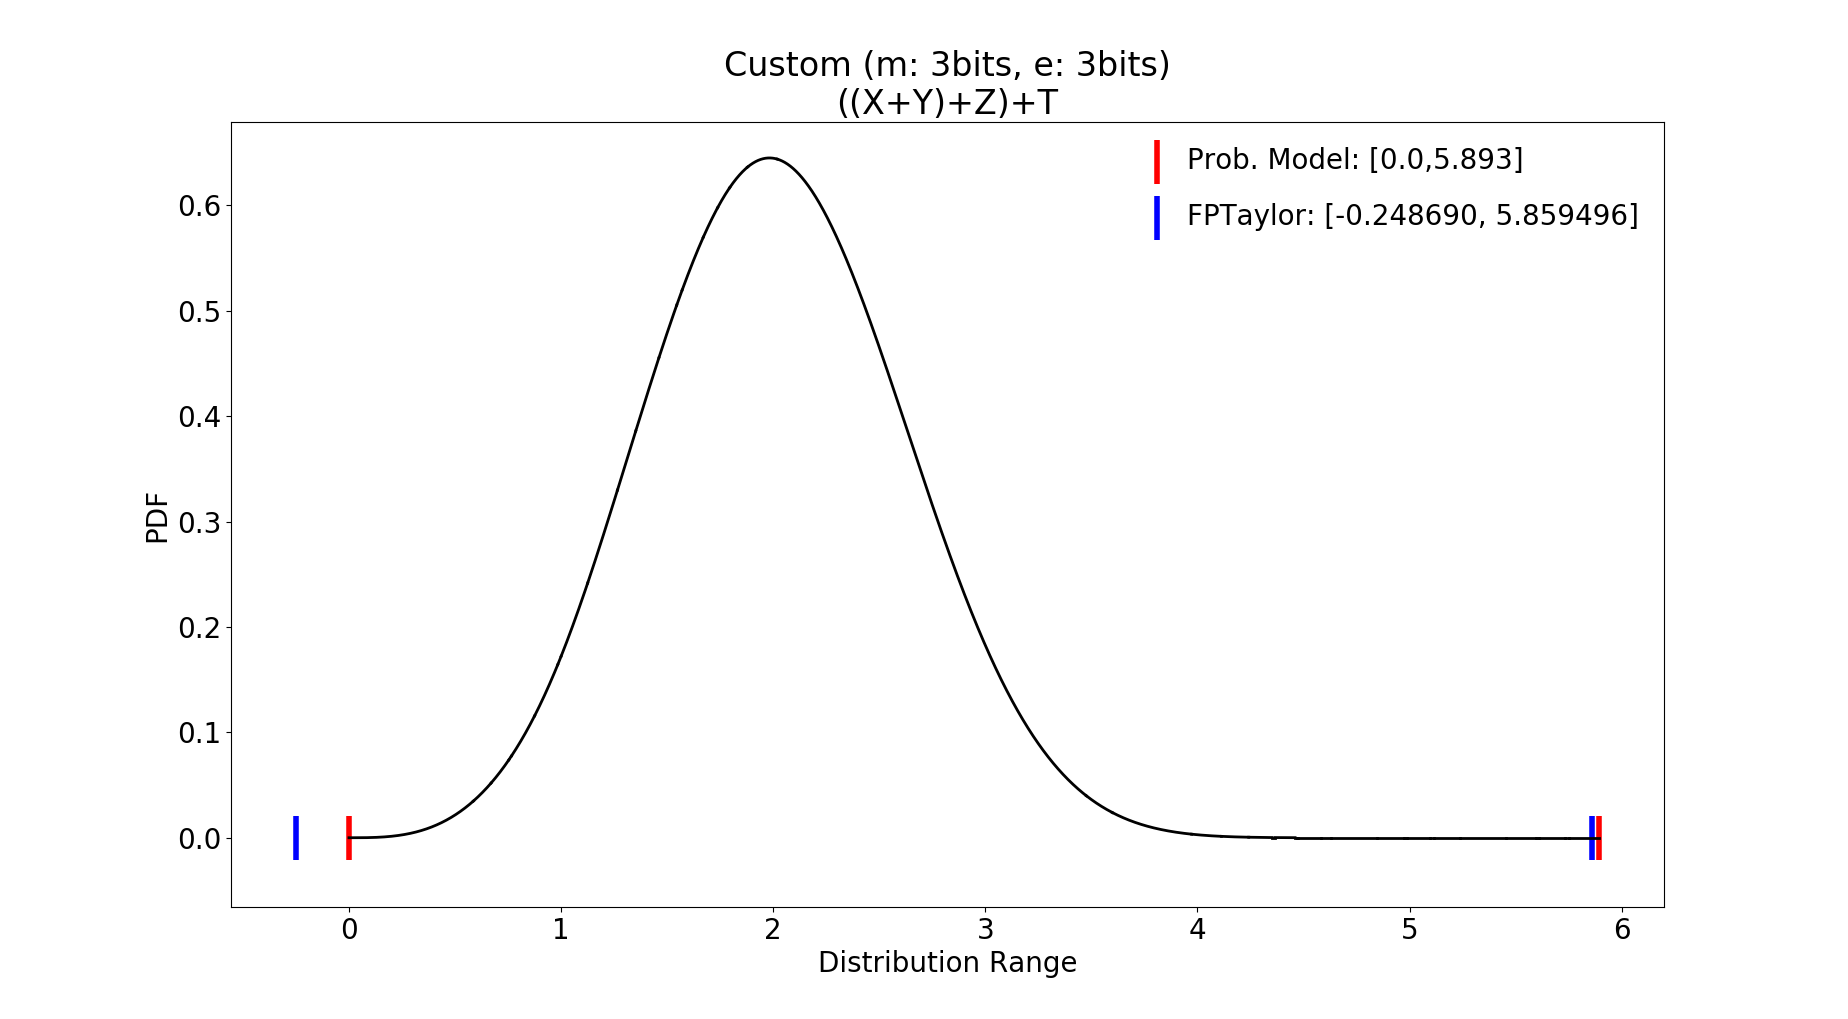 Custom (m: 3bits, e: 3bits)
((X+Y)+Z)+T
Prob. Model: [0.0,5.893]
FPTaylor: [-0.248690, 5.859496]
PDF
0.6
0.5
0.4
0.3
0.2
0.1
0.0
0 1 2 3 4 5 6
Distribution Range